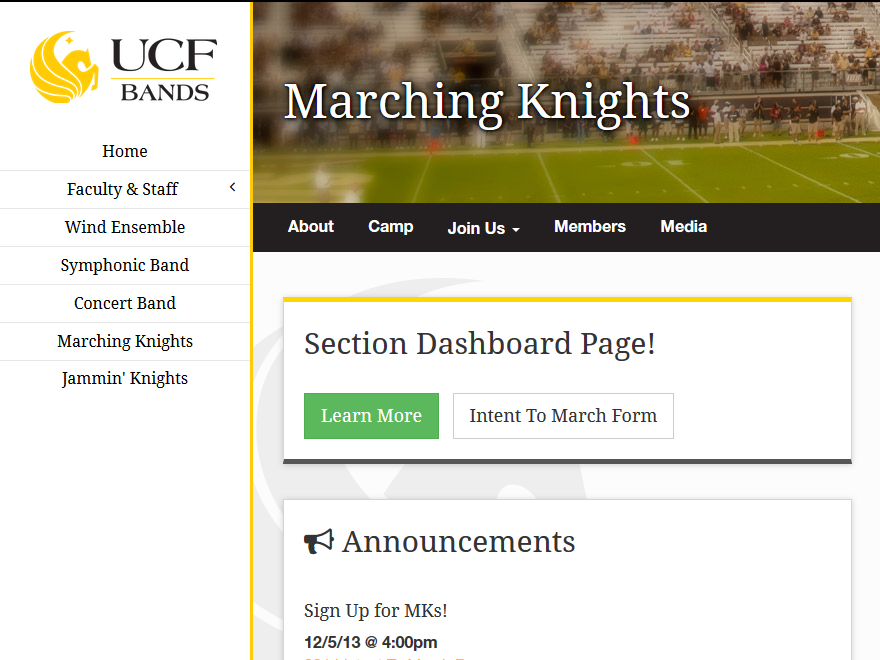 UCF
BANDS
Home
Faculty & Staff
Wind Ensemble
Symphonic Band
Concert Band
Marching Knights
Jammin' Knights
Marching Knights
About Camp Join Us Members Media
Section Dashboard Page!
Learn More Intent To March Form
Announcements
Sign Up for MKs!
12/5/13 @ 4:00pm